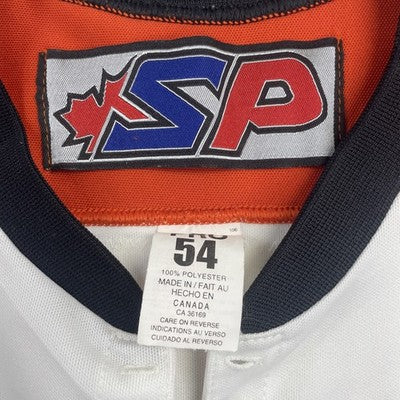 SP
PRO
54
100% POLYESTER
MADE IN / FAIT AU
HECHO EN
CANADA
CA 36169
CARE ON REVERSE
INDICATIONS AU VERSO
CUIDADO AL REVERSO